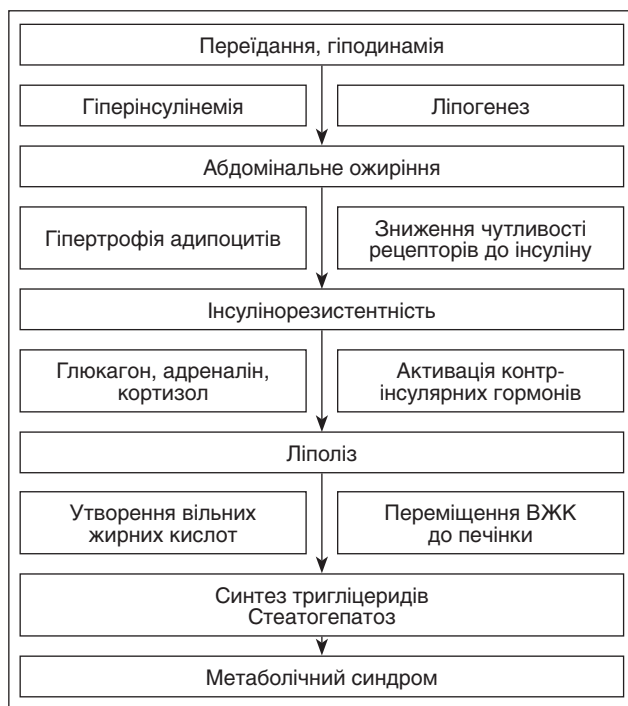 Переїдання, гіподинамія
Гіперінсулінемія
Ліпогенез
Абдомінальне ожиріння
Гіпертрофія адипоцитів
Зниження чутливості
рецепторів до інсуліну
Інсулінорезистентність
Глюкагон, адреналін,
кортизол
Активація контр-
інсулярних гормонів
Ліполіз
Утворення вільних
жирних кислот
Переміщення ВЖК
до печінки
Синтез тригліцеридів
Стеатогепатоз
Метаболічний синдром